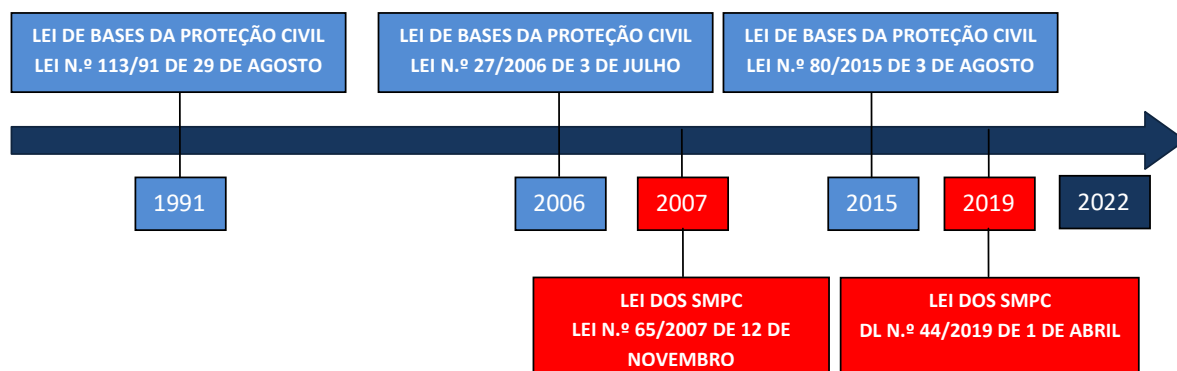 LEI DE BASES DA PROTEÇÃO CIVIL
LEI N.º 113/91 DE 29 DE AGOSTO
LEI DE BASES DA PROTEÇÃO CIVIL
LEI N.º 27/2006 DE 3 DE JULHO
LEI DE BASES DA PROTEÇÃO CIVIL
LEI N.º 80/2015 DE 3 DE AGOSTO
1991
2006
2007
2015
2019
2022
LEI DOS SMPC
LEI N.º 65/2007 DE 12 DE
NOVEMBRO
LEI DOS SMPC
DL N.º 44/2019 DE 1 DE ABRIL